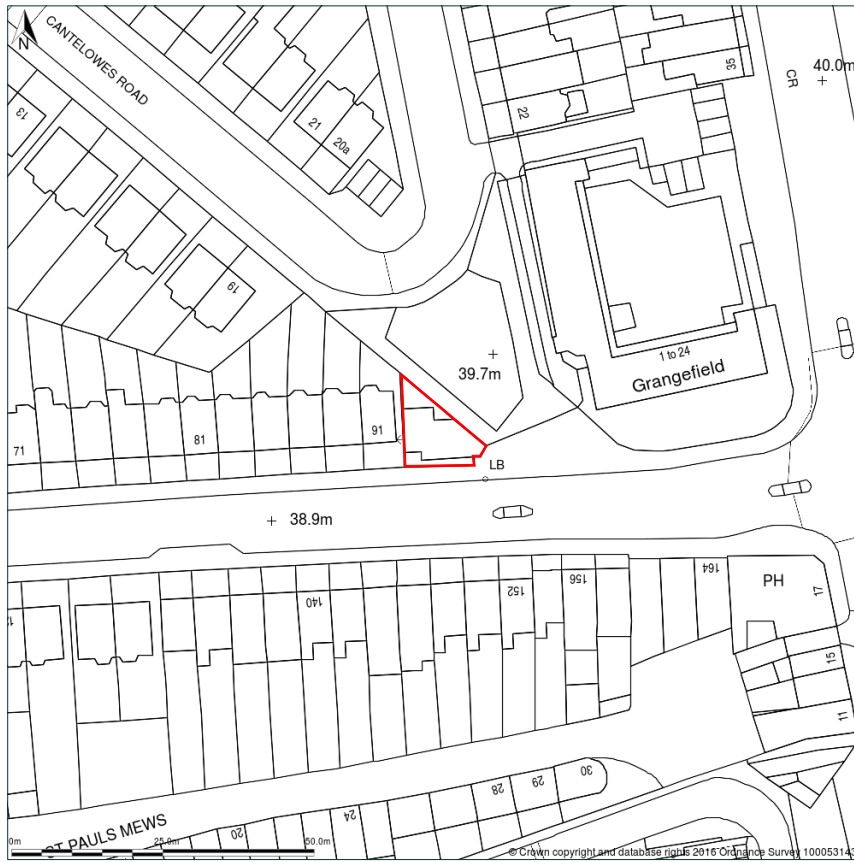 N
CANTELOWES ROAD
13
21
20a
19
22
35
CR
40.0m
39.7m
1 to 24
Grangefield
71
81
91
LB
38.9m
140
152
156
164
PH
17
15
11
ST PAULS MEWS
20
24
28
29
30
0m
25.0m
50.0m
© Crown copyright and database rights 2016 Ordnance Survey 100053143